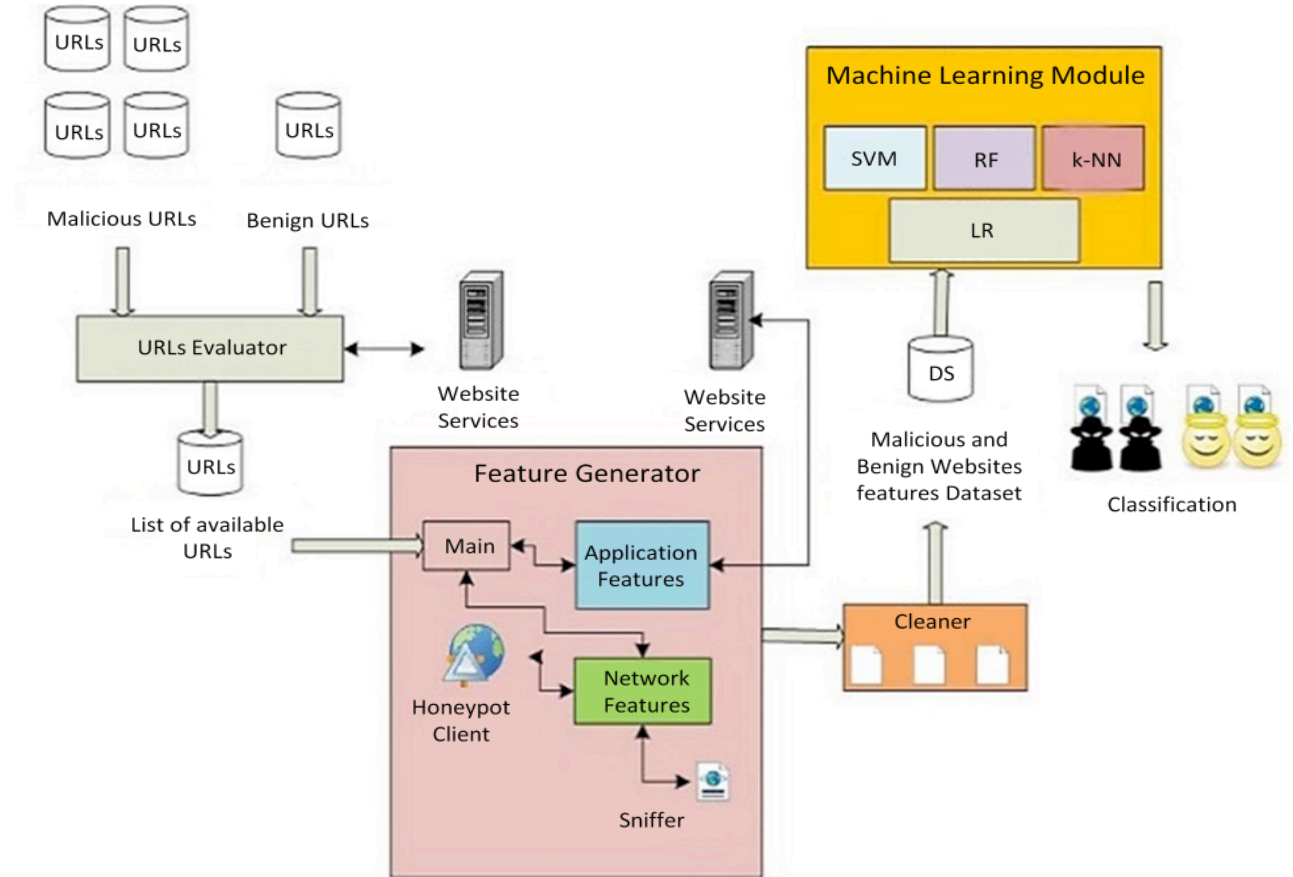 URLs
URLs
URLs
URLs
URLs
Malicious URLs
Benign URLs
URLs Evaluator
Website
Services
URLs
List of available
URLs
Website
Services
Feature Generator
Main
Application
Features
Honeypot
Client
Network
Features
Sniffer
Cleaner
Malicious and
Benign Websites
features Dataset
DS
Machine Learning Module
SVM
RF
k-NN
LR
Classification